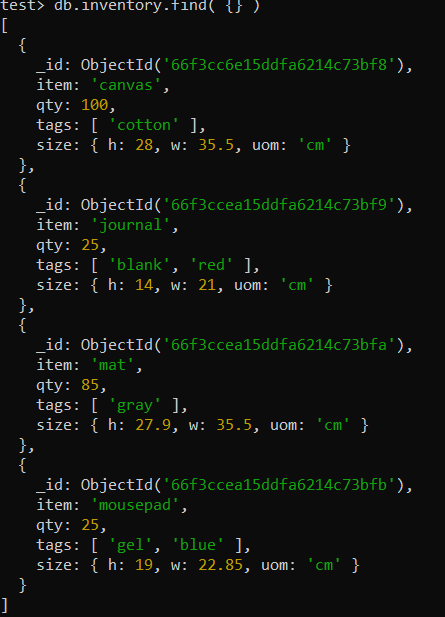 test> db.inventory.find( {} )
[
  {
    _id: ObjectId('66f3cc6e15ddfa6214c73bf8'),
    item: 'canvas',
    qty: 100,
    tags: [ 'cotton' ],
    size: { h: 28, w: 35.5, uom: 'cm' }
  },
  {
    _id: ObjectId('66f3ccea15ddfa6214c73bf9'),
    item: 'journal',
    qty: 25,
    tags: [ 'blank', 'red' ],
    size: { h: 14, w: 21, uom: 'cm' }
  },
  {
    _id: ObjectId('66f3ccea15ddfa6214c73bfa'),
    item: 'mat',
    qty: 85,
    tags: [ 'gray' ],
    size: { h: 27.9, w: 35.5, uom: 'cm' }
  },
  {
    _id: ObjectId('66f3ccea15ddfa6214c73bfb'),
    item: 'mousepad',
    qty: 25,
    tags: [ 'gel', 'blue' ],
    size: { h: 19, w: 22.85, uom: 'cm' }
  }
]